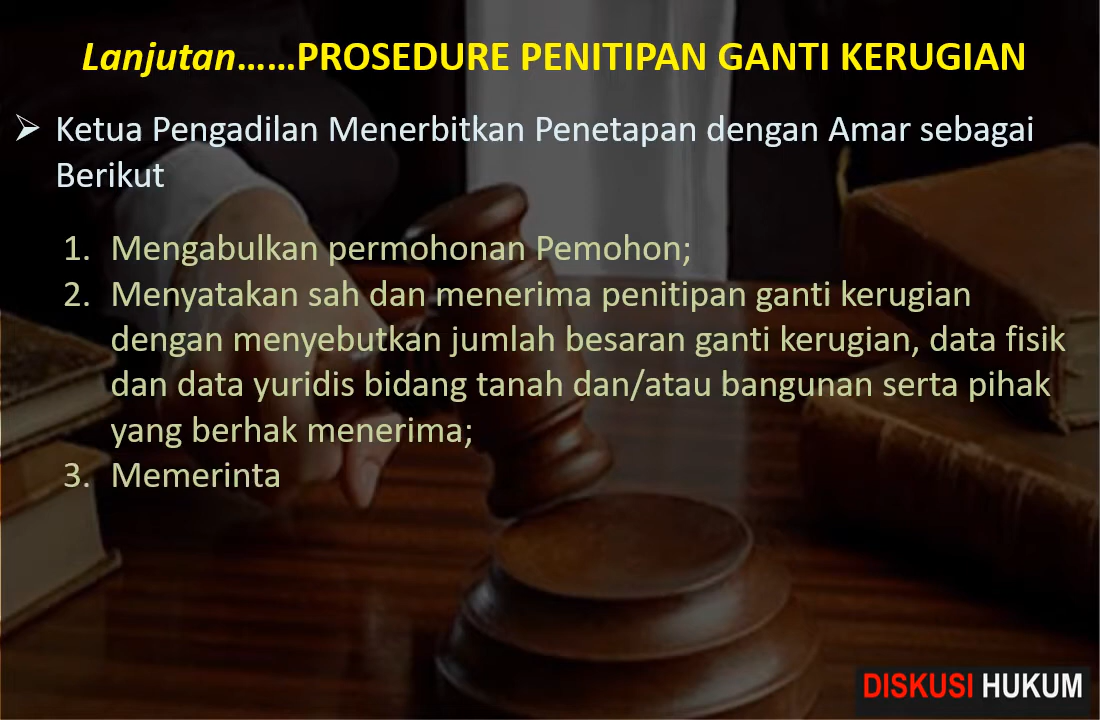 Lanjutan……PROSEDURE PENITIPAN GANTI KERUGIAN
➢ Ketua Pengadilan Menerbitkan Penetapan dengan Amar sebagai
Berikut
1. Mengabulkan permohonan Pemohon;
2. Menyatakan sah dan menerima penitipan ganti kerugian
dengan menyebutkan jumlah besaran ganti kerugian, data fisik
dan data yuridis bidang tanah dan/atau bangunan serta pihak
yang berhak menerima;
3. Memerinta
DISKUSI HUKUM